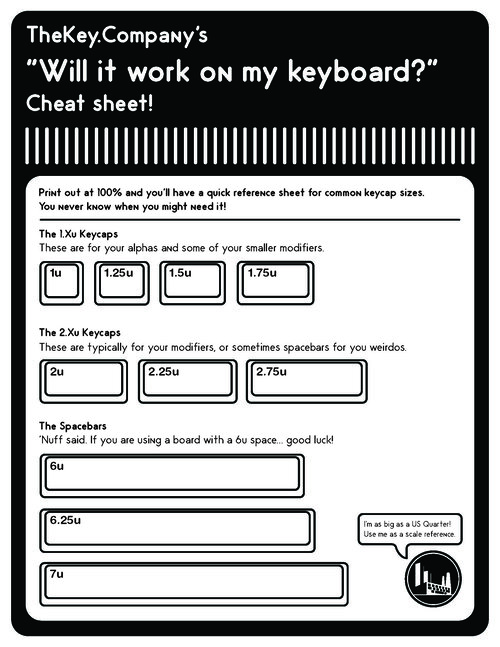 TheKey.Company's
"Will it work on my keyboard?"
Cheat sheet!
Print out at 100% and you'll have a quick reference sheet for common keycap sizes.
You never know when you might need it!
The 1.Xu Keycaps
These are for your alphas and some of your smaller modifiers.
1u 1.25u 1.5u 1.75u
The 2.Xu Keycaps
These are typically for your modifiers, or sometimes spacebars for you weirdos.
2u 2.25u 2.75u
The Spacebars
'Nuff said. If you are using a board with a 6u space... good luck!
6u
6.25u
7u
I'm as big as a US Quarter!
Use me as a scale reference.